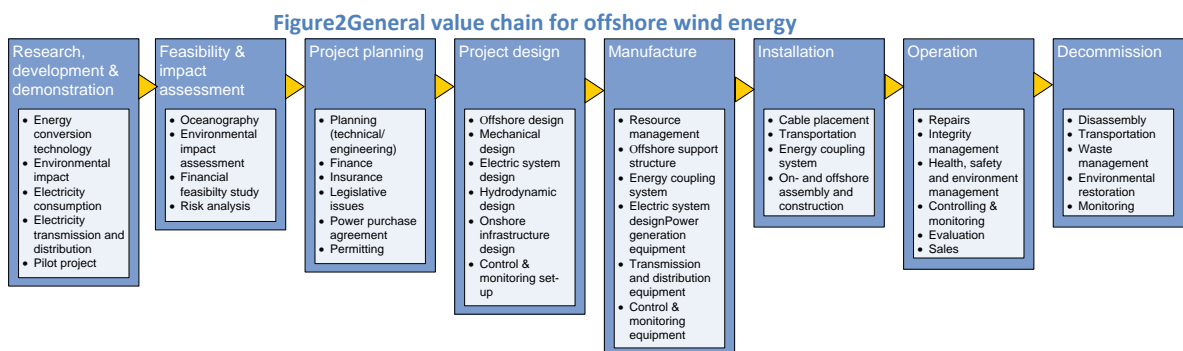 Figure2General value chain for offshore wind energy
Research,
development &
demonstration
• Energy
conversion
technology
• Environmental
impact
• Electricity
consumption
• Electricity
transmission and
distribution
• Pilot project
Feasibility &
impact
assessment
• Oceanography
• Environmental
impact
assessment
• Financial
feasibilty study
• Risk analysis
Project planning
• Planning
(technical/
engineering)
• Finance
• Insurance
• Legislative
issues
• Power purchase
agreement
• Permitting
Project design
• Offshore design
• Mechanical
design
• Electric system
design
• Hydrodynamic
design
• Onshore
infrastructure
design
• Control &
monitoring set-
up
Manufacture
• Resource
management
• Offshore support
structure
• Energy coupling
system
• Electric system
designPower
generation
equipment
• Transmission
and distribution
equipment
• Control &
monitoring
equipment
Installation
• Cable placement
• Transportation
• Energy coupling
system
• On- and offshore
assembly and
construction
Operation
• Repairs
• Integrity
management
• Health, safety
and environment
management
• Controlling &
monitoring
• Evaluation
• Sales
Decommission
• Disassembly
• Transportation
• Waste
management
• Environmental
restoration
• Monitoring